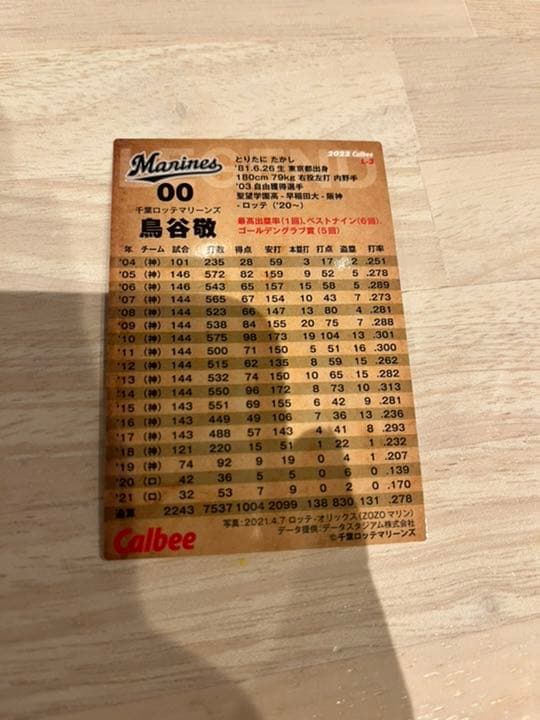 LEGEND
2022 Calbee
L-3
Marines
00
千葉ロッテマリーンズ
鳥谷敬
とりたに たかし
'81.6.26生 東京都出身
180cm 79kg 右投左打 内野手
'03自由獲得選手
聖望学園高-早稲田大-阪神
-ロッテ('20〜)
最高出塁率(1回)、ベストナイン(6回)、
ゴールデングラブ賞(5回)
年 チーム 試合 打数 得点 安打 本塁打 打点 盗塁 打率
'04 (神) 101 235 28 59 3 17 2 .251
'05 (神) 146 572 82 159 9 52 5 .278
'06 (神) 146 543 65 157 15 58 5 .289
'07 (神) 144 565 67 154 10 43 7 .273
'08 (神) 144 523 66 147 13 80 4 .281
'09 (神) 144 538 84 155 20 75 7 .288
'10 (神) 144 575 98 173 19 104 13 .301
'11 (神) 144 500 71 150 5 51 16 .300
'12 (神) 144 515 62 135 8 59 15 .262
'13 (神) 144 532 74 150 10 65 15 .282
'14 (神) 144 550 96 172 8 73 10 .313
'15 (神) 143 551 69 155 6 42 9 .281
'16 (神) 143 449 49 106 7 36 13 .236
'17 (神) 143 488 57 143 4 41 8 .293
'18 (神) 121 220 15 51 1 22 1 .232
'19 (神) 74 92 9 19 0 4 1 .207
'20 (ロ) 42 36 5 5 0 6 0 .139
'21 (ロ) 32 53 7 9 0 2 0 .170
通算 2243 7537 1004 2099 138 830 131 .278
写真:2021.4.7 ロッテ-オリックス(ZOZOマリン)
データ提供:データスタジアム株式会社
©千葉ロッテマリーンズ
Calbee